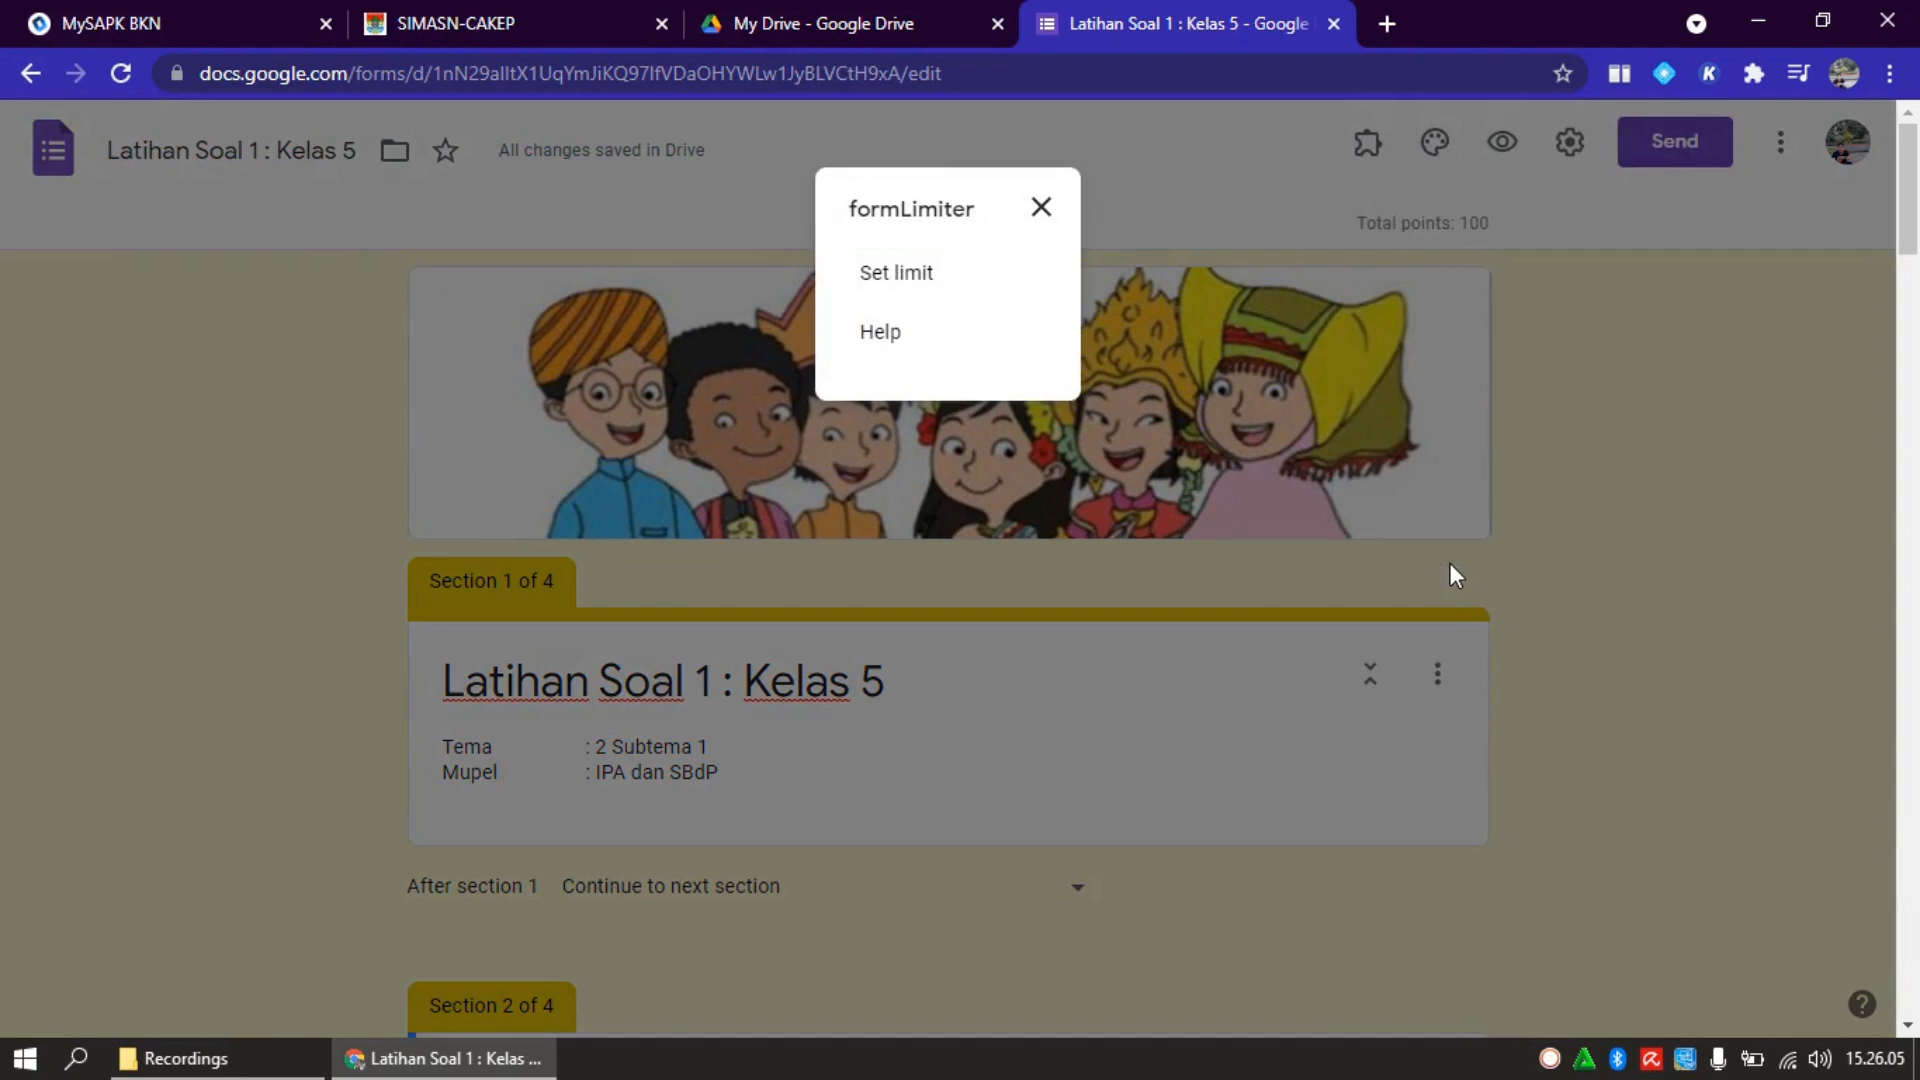 MySAPK BKN
SIMASN-CAKEP
My Drive - Google Drive
Latihan Soal 1 : Kelas 5 - Google
docs.google.com/forms/d/1nN29aIltX1UqYmJiKQ97IfVDaOHYWLw1JyBLVCtH9xA/edit
Latihan Soal 1 : Kelas 5
All changes saved in Drive
Send
Total points: 100
formLimiter
Set limit
Help
Section 1 of 4
Latihan Soal 1 : Kelas 5
Tema : 2 Subtema 1
Mupel : IPA dan SBdP
After section 1 Continue to next section
Section 2 of 4
Recordings
Latihan Soal 1 : Kelas ...
15.26.05